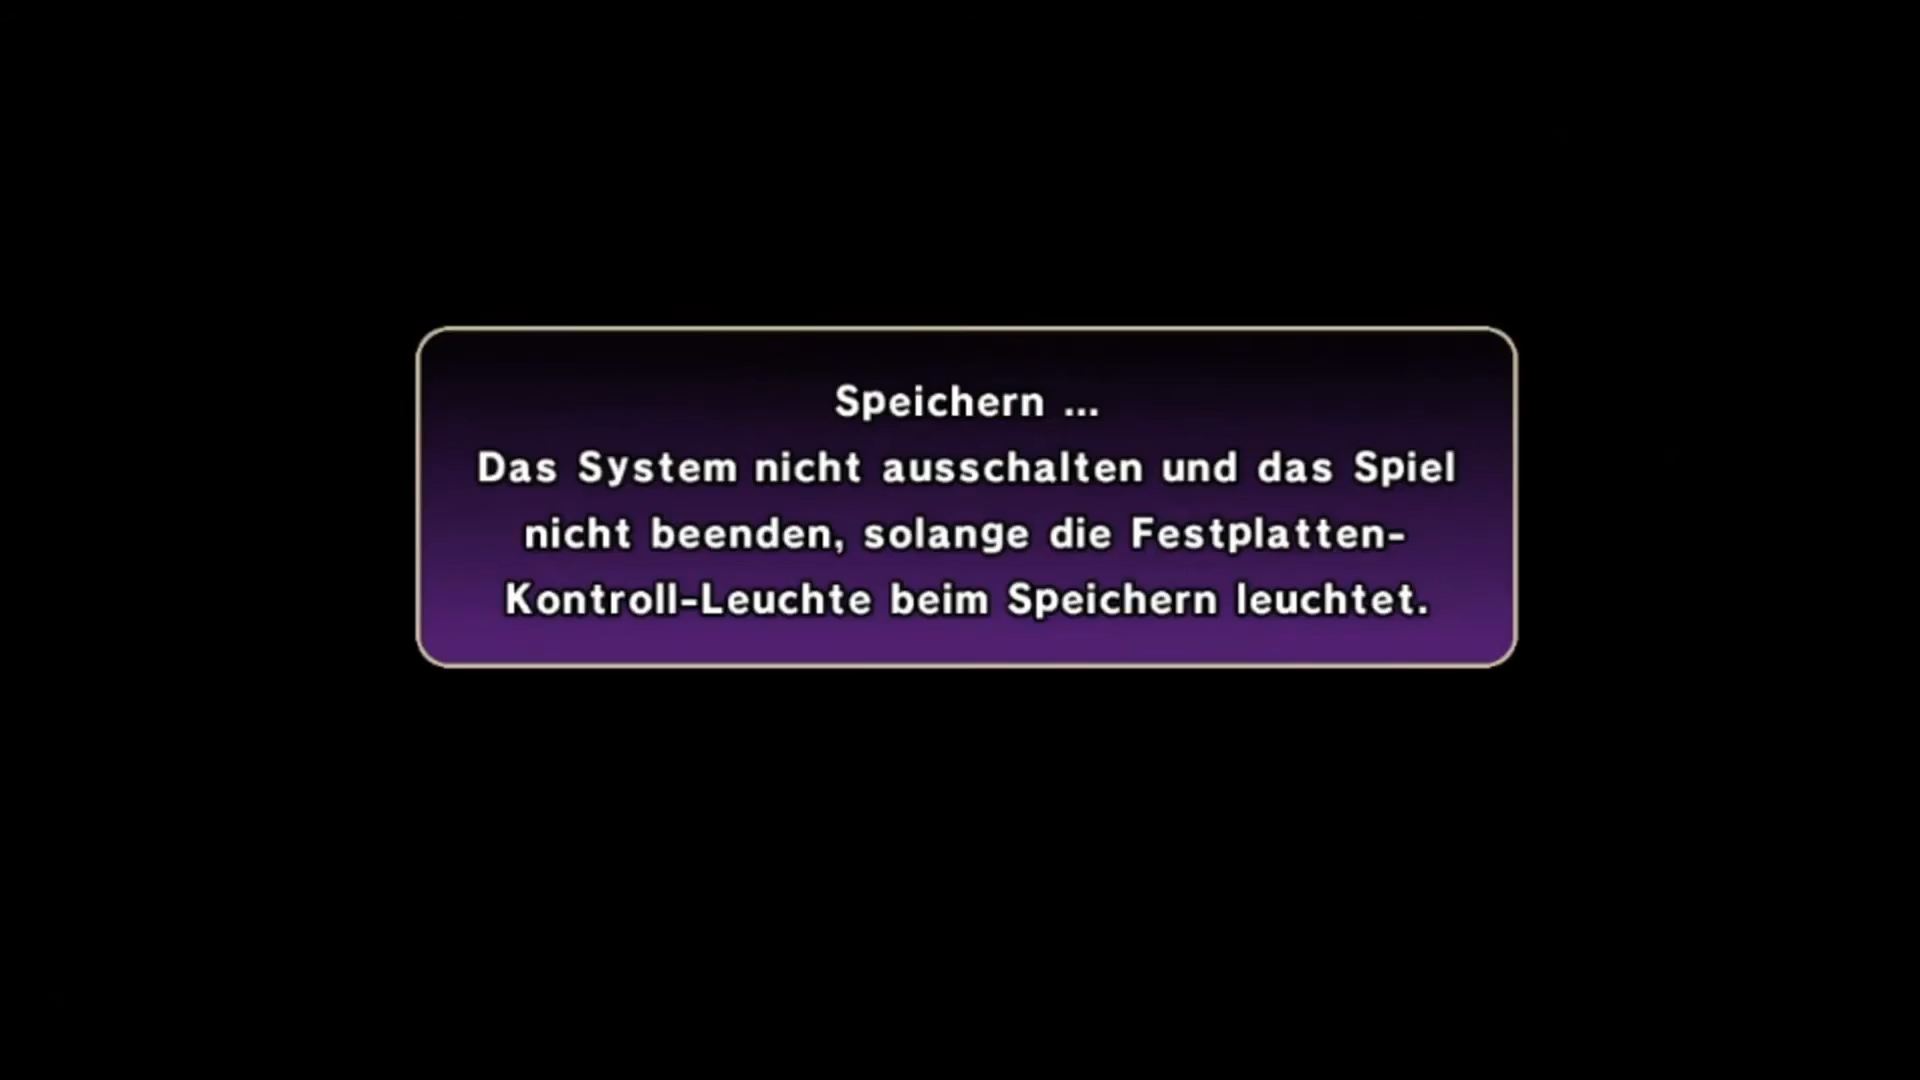 Speichern ...
Das System nicht ausschalten und das Spiel
nicht beenden, solange die Festplatten-
Kontroll-Leuchte beim Speichern leuchtet.